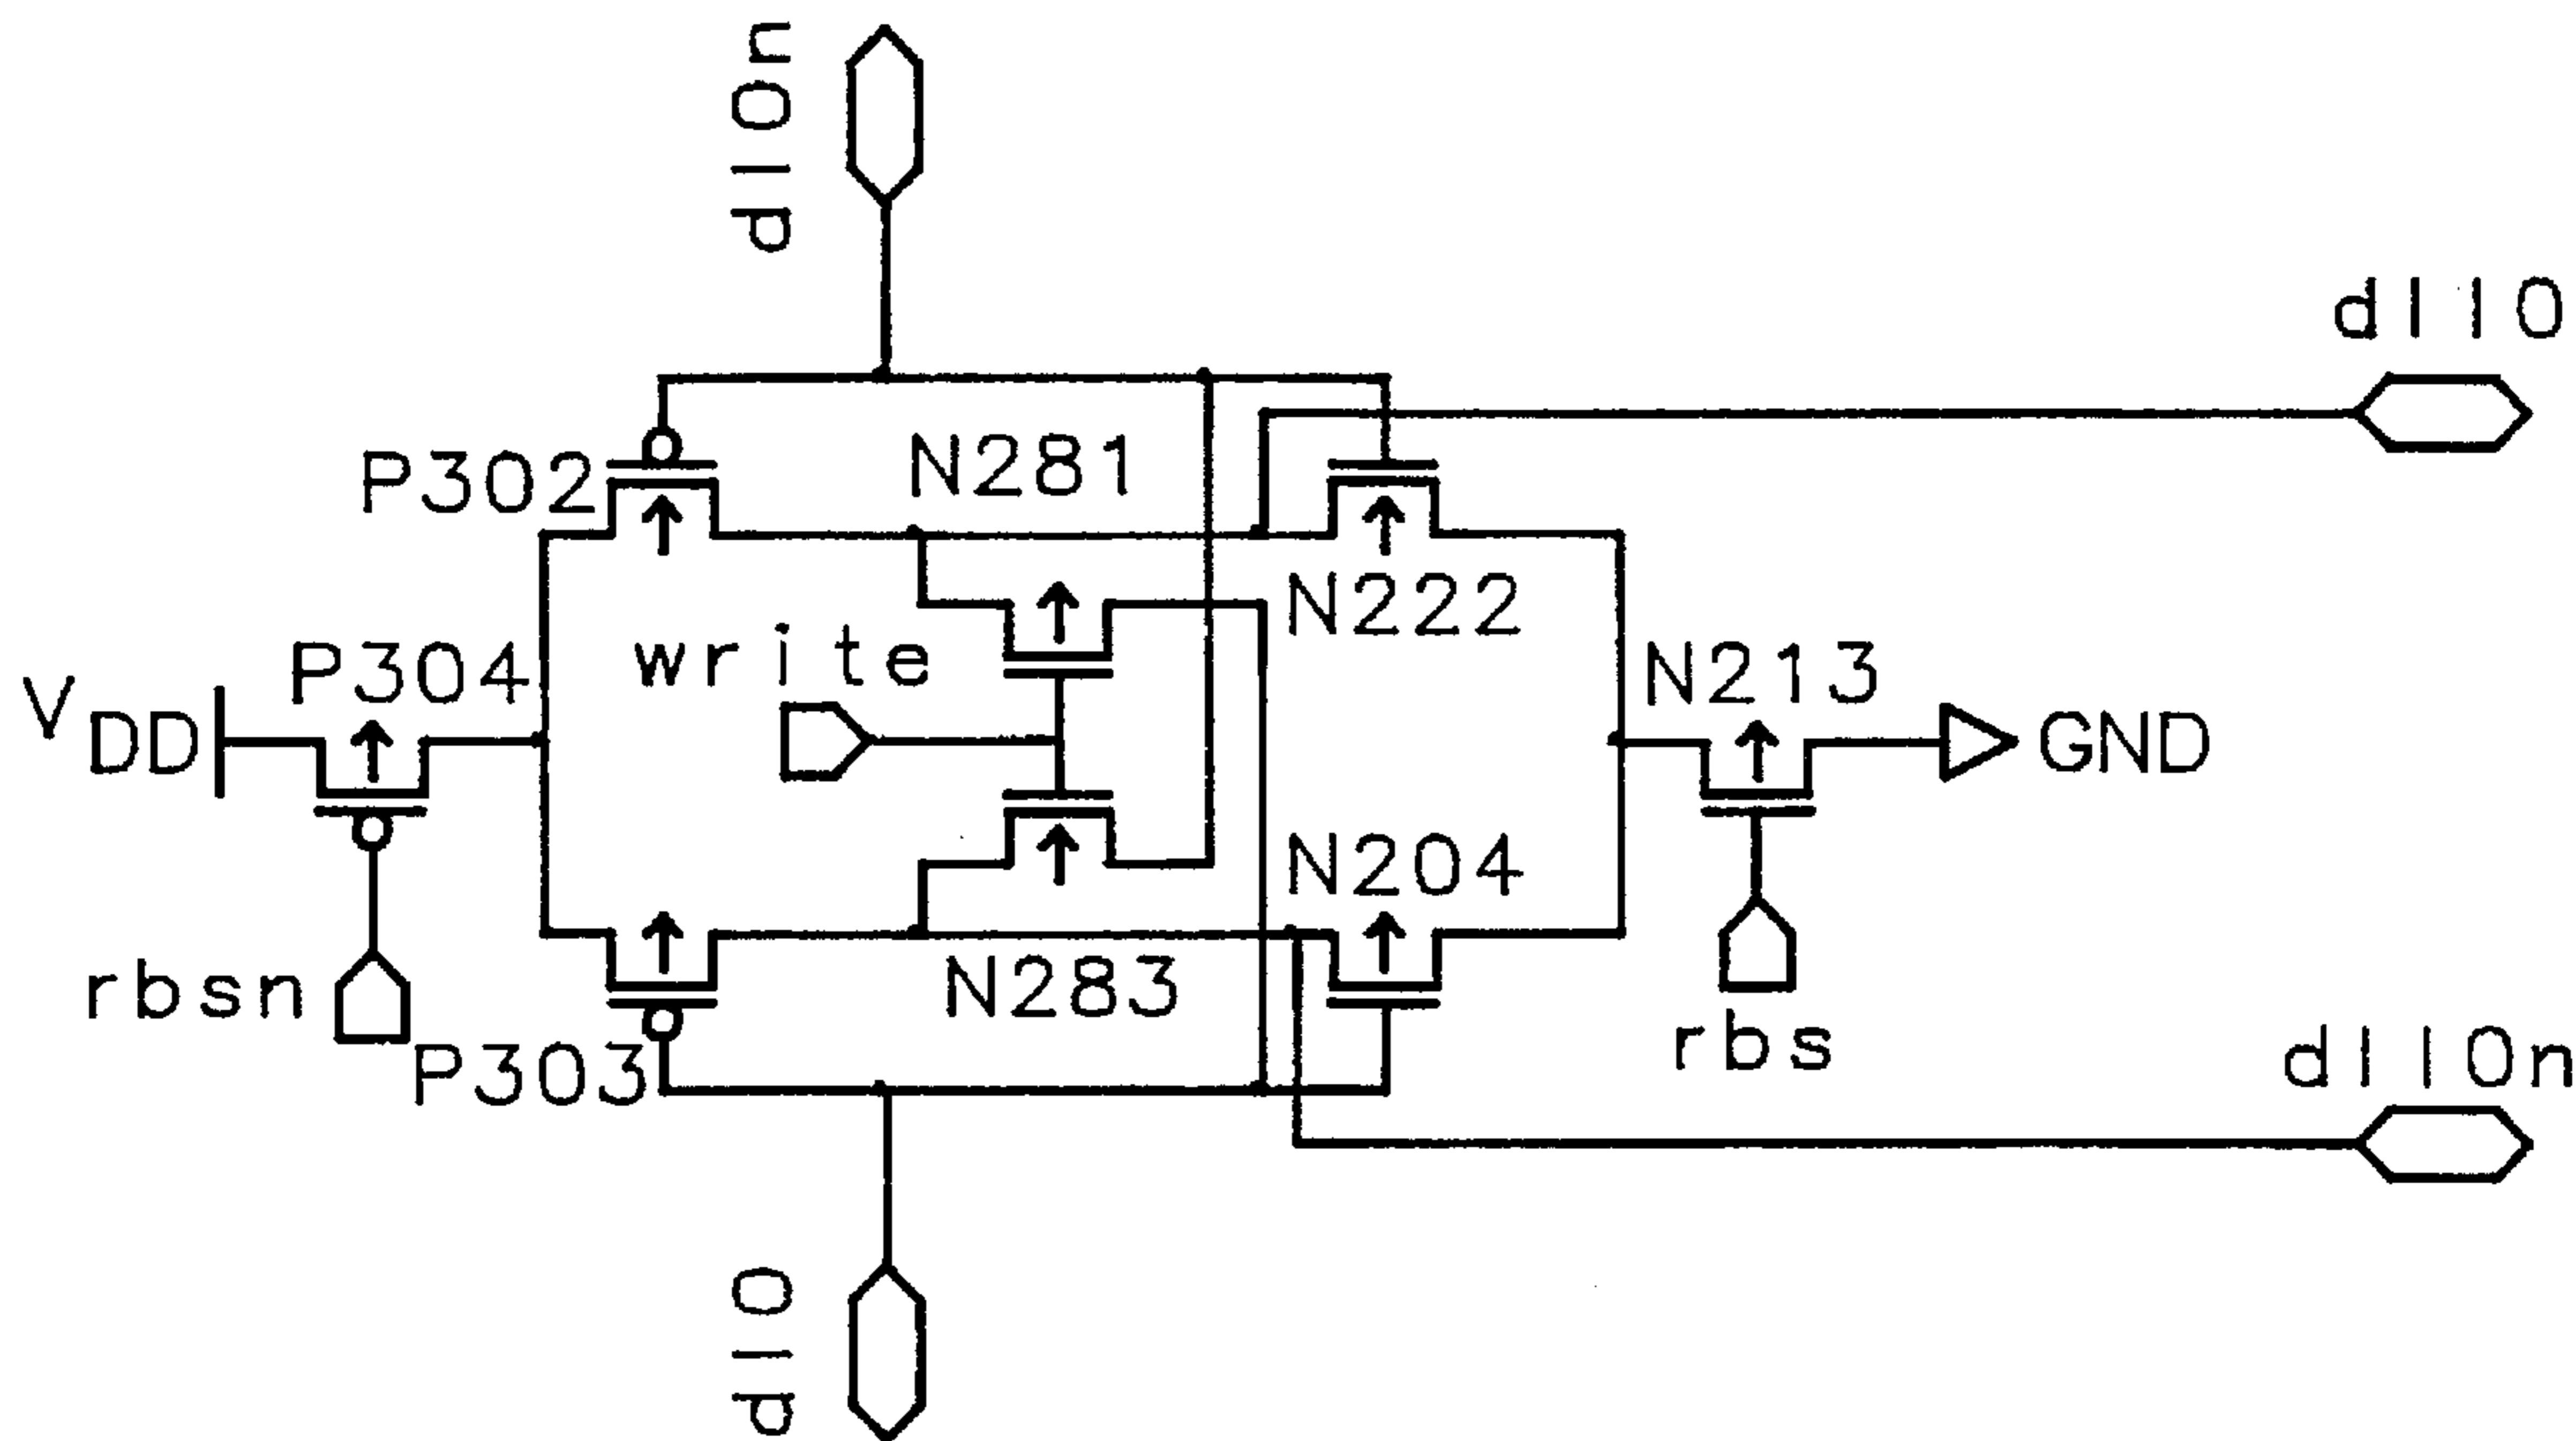 dl0n
dl10
P302
N281
N222
P304
write
N213
VDD
GND
N204
rbsn
N283
rbs
P303
dl10n
dl0